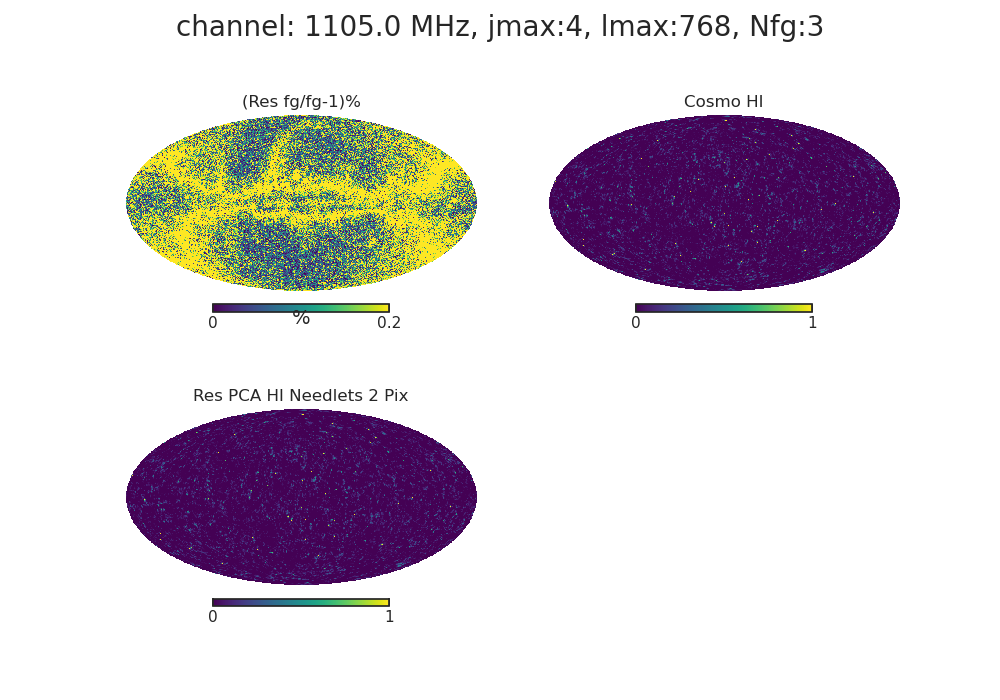 channel: 1105.0 MHz, jmax:4, lmax:768, Nfg:3
(Res fg/fg-1)%
Cosmo HI
0 % 0.2
0 1
Res PCA HI Needlets 2 Pix
0 1